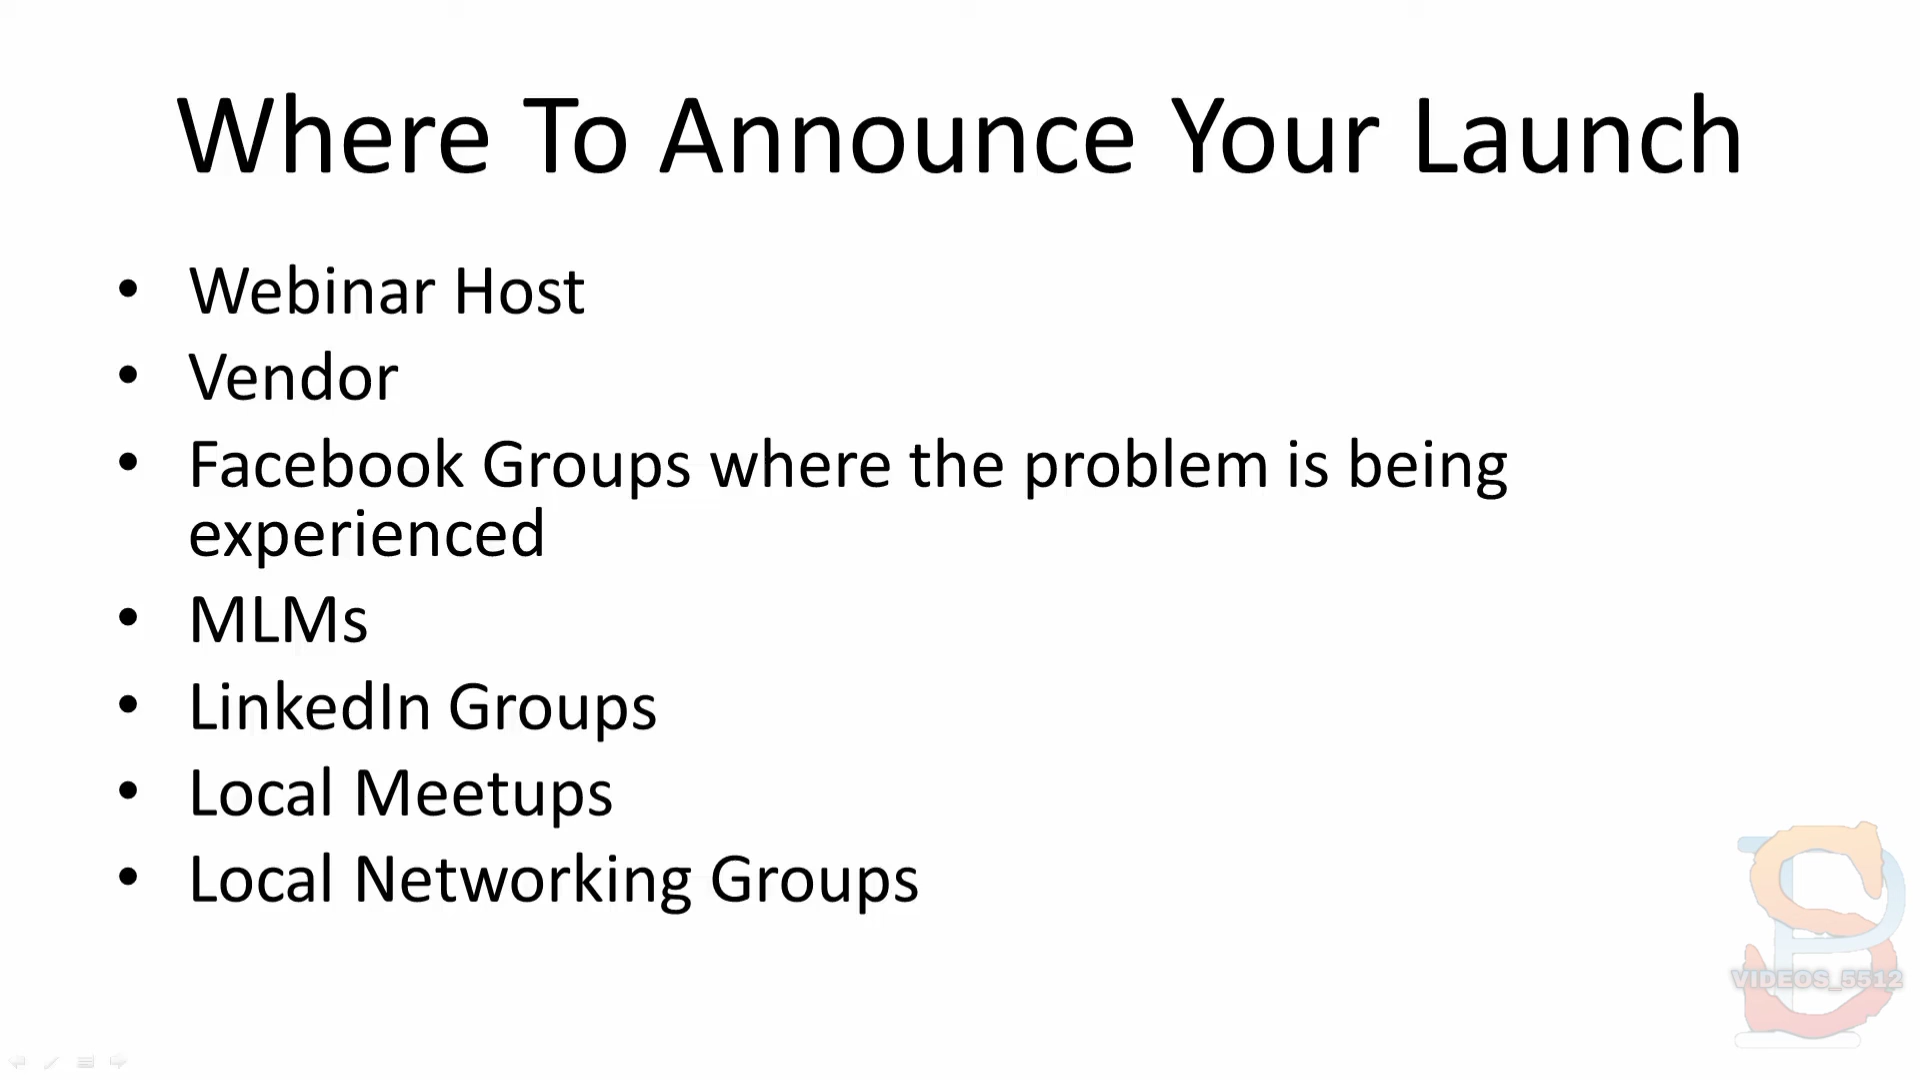 Where To Announce Your Launch
• Webinar Host
• Vendor
• Facebook Groups where the problem is being
experienced
• MLMs
• LinkedIn Groups
• Local Meetups
• Local Networking Groups
VIDEOS_5512